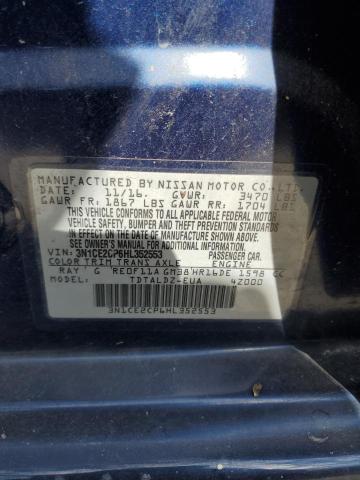 MANUFACTURED BY NISSAN MOTOR CO.,LTD.
DATE: 11/16. GVWR: 3470 LBS
GAWR FR: 1867 LBS GAWR RR: 1704 LBS
THIS VEHICLE CONFORMS TO ALL APPLICABLE FEDERAL MOTOR
VEHICLE SAFETY, BUMPER, AND THEFT PREVENTION STANDARDS
IN EFFECT ON THE DATE OF MANUFACTURE SHOWN ABOVE.
SEE OWNER'S MANUAL FOR ADDITIONAL INFORMATION.
VIN: 3N1CE2CP6HL352553 PASSENGER CAR.
COLOR TRIM TRANS AXLE ENGINE
RAY G RE0F11A GM38 HR16DE 1598 CC
TDTALDZ-EUA 42000
3N1CE2CP6HL352553